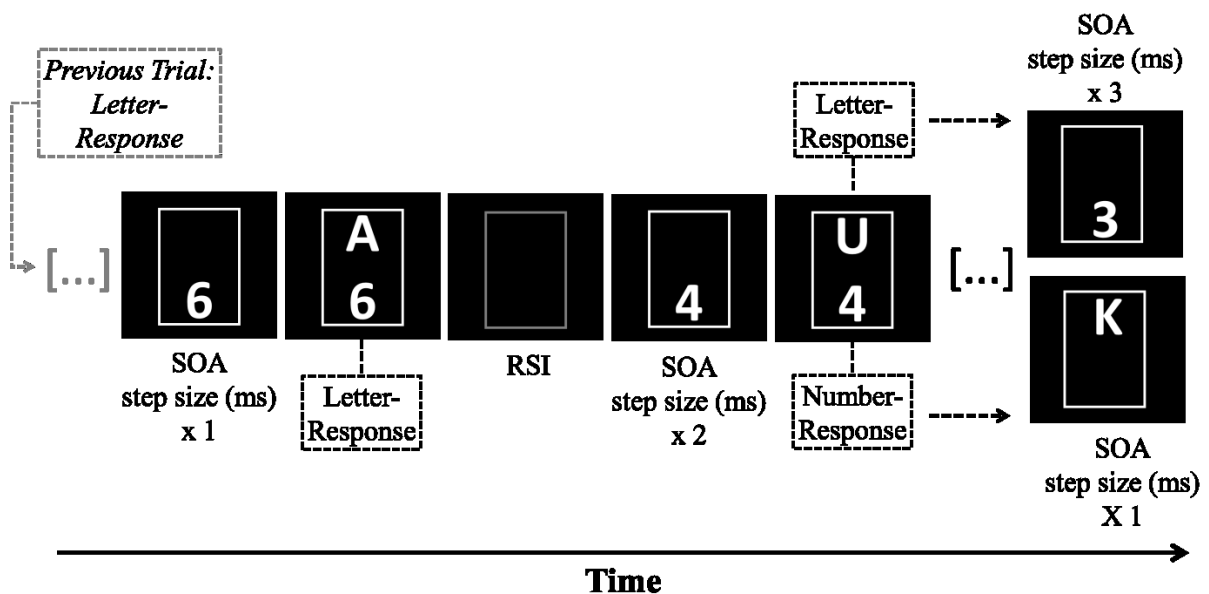 Previous Trial:
Letter-
Response
[...]
6
SOA
step size (ms)
x 1
A
6
Letter-
Response
RSI
4
SOA
step size (ms)
x 2
Letter-
Response
U
4
Number-
Response
[...]
SOA
step size (ms)
x 3
3
K
SOA
step size (ms)
X 1
Time